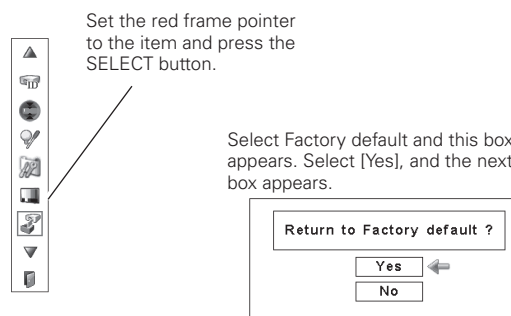 Set the red frame pointer
to the item and press the
SELECT button.
ID
Select Factory default and this box
appears. Select [Yes], and the next
box appears.
Return to Factory default ?
Yes
No